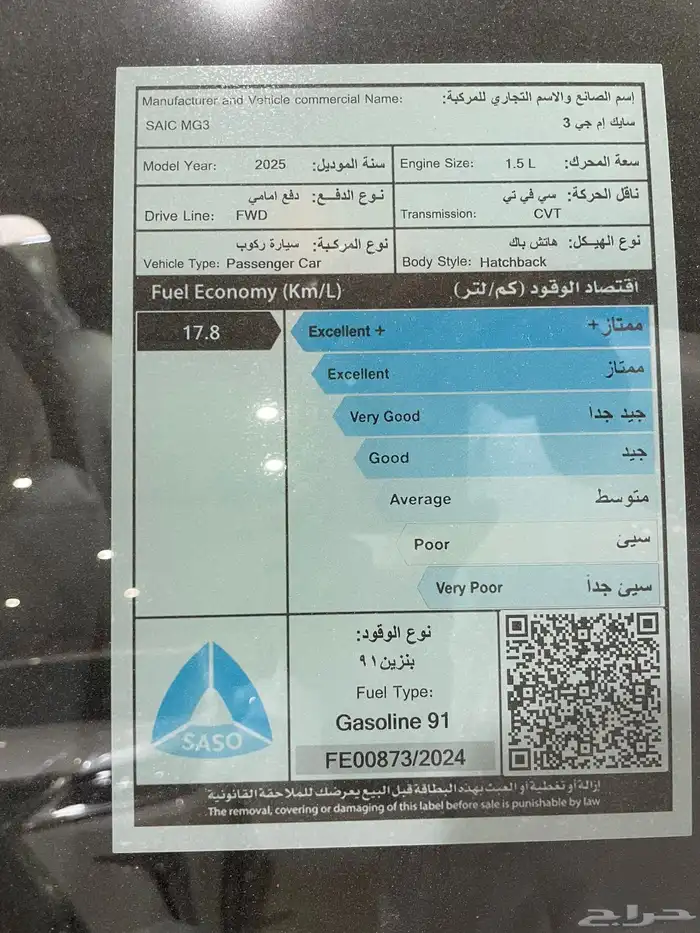 Manufacturer and Vehicle commercial Name: إسم الصانع والاسم التجاري للمركبة:
SAIC MG3 سايك إم جي 3
Model Year: 2025 سنة الموديل:
Engine Size: 1.5 L سعة المحرك:
نوع الدفـــع: دفع امامي
Drive Line: FWD
ناقل الحركة: سي في تي
Transmission: CVT
نوع المركبة: سيارة ركوب
Vehicle Type: Passenger Car
نوع الهيكل: هاتش باك
Body Style: Hatchback
Fuel Economy (Km/L) اقتصاد الوقود (كم/لتر)
17.8
Excellent + ممتاز+
Excellent ممتاز
Very Good جيد جدا
Good جيد
Average متوسط
Poor سيئ
Very Poor سيئ جداً
SASO
نوع الوقود:
بنزين ٩١
Fuel Type:
Gasoline 91
FE00873/2024
إزالة أو تغطية أو العبث بهذه البطاقة قبل البيع يعرضك للملاحقة القانونية
The removal, covering or damaging of this label before sale is punishable by law
حراج